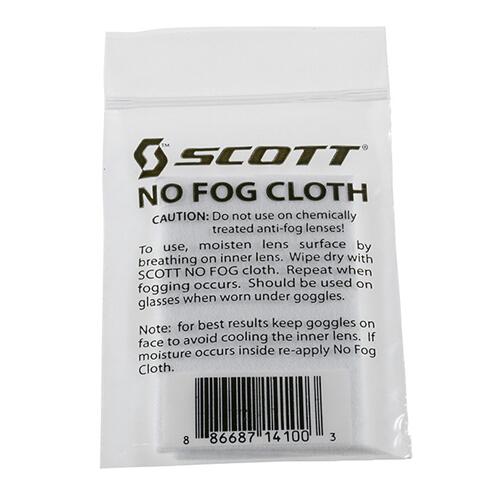 SCOTT®
NO FOG CLOTH
CAUTION: Do not use on chemically
treated anti-fog lenses!
To use, moisten lens surface by
breathing on inner lens. Wipe dry with
SCOTT NO FOG cloth. Repeat when
fogging occurs. Should be used on
glasses when worn under goggles.
Note: for best results keep goggles on
face to avoid cooling the inner lens. If
moisture occurs inside re-apply No Fog
Cloth.
8 86687 14100 3